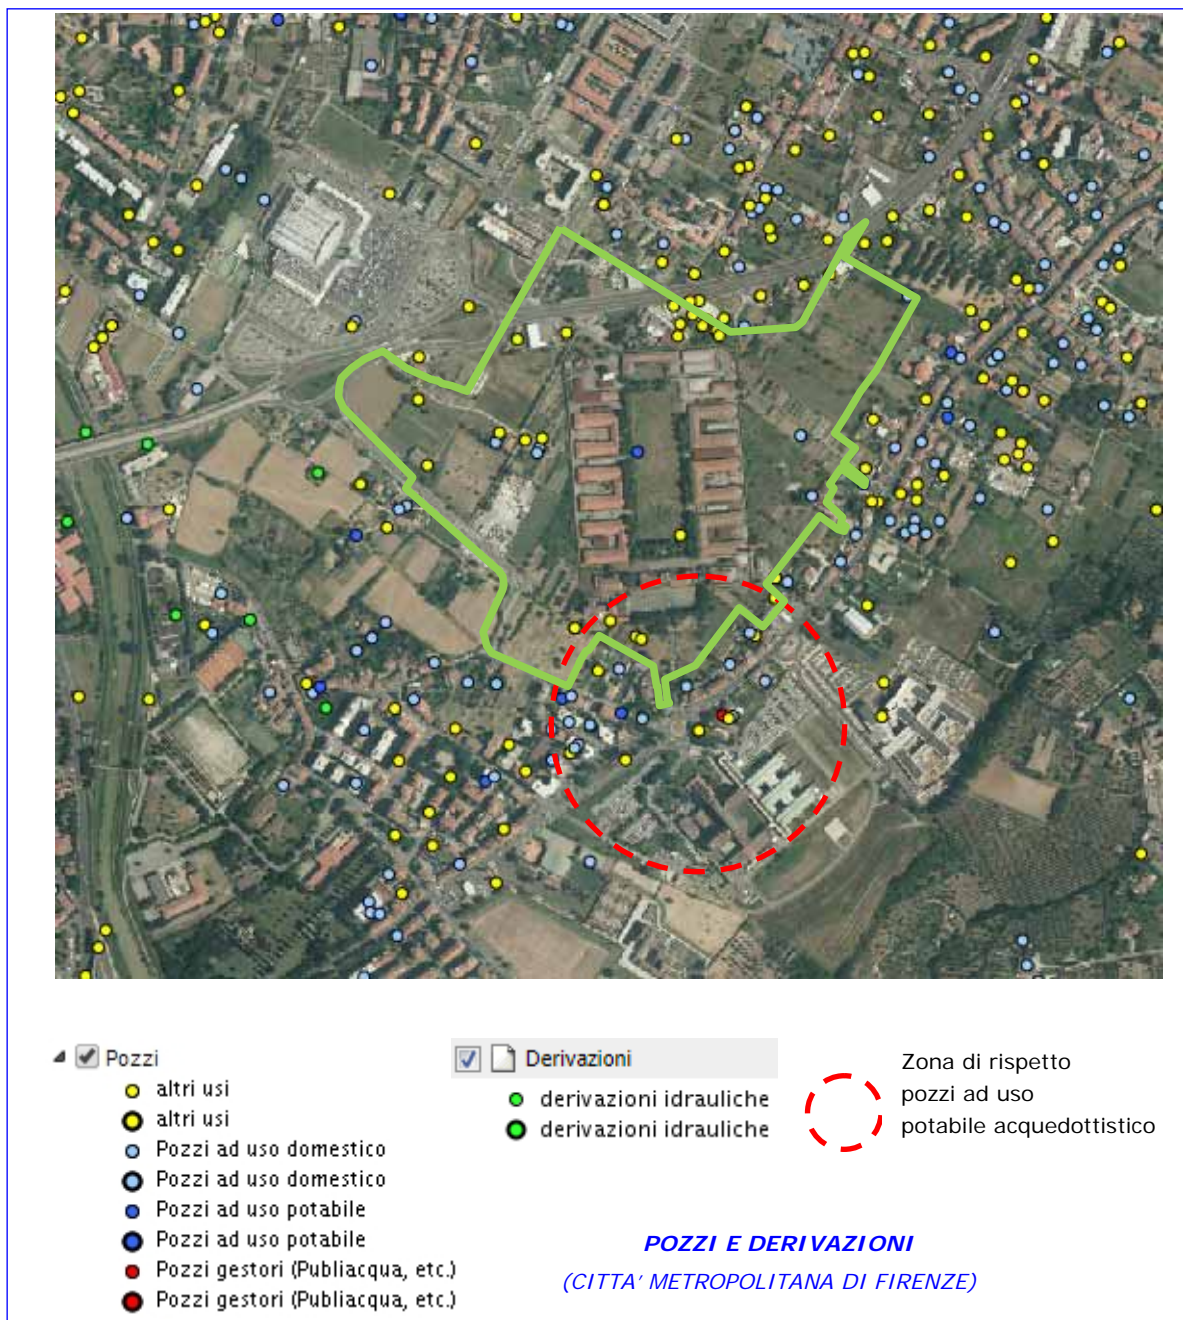 Pozzi
altri usi
altri usi
Pozzi ad uso domestico
Pozzi ad uso domestico
Pozzi ad uso potabile
Pozzi ad uso potabile
Pozzi gestori (Publiacqua, etc.)
Pozzi gestori (Publiacqua, etc.)
Derivazioni
derivazioni idrauliche
derivazioni idrauliche
Zona di rispetto
pozzi ad uso
potabile acquedottistico
POZZI E DERIVAZIONI
(CITTA' METROPOLITANA DI FIRENZE)